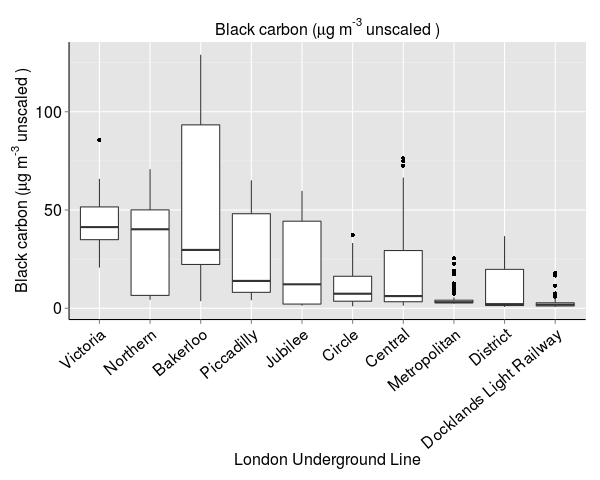 Black carbon (μg m⁻³ unscaled )
Black carbon (μg m⁻³ unscaled )
100
50
0
Victoria
Northern
Bakerloo
Piccadilly
Jubilee
Circle
Central
Metropolitan
District
Docklands Light Railway
London Underground Line